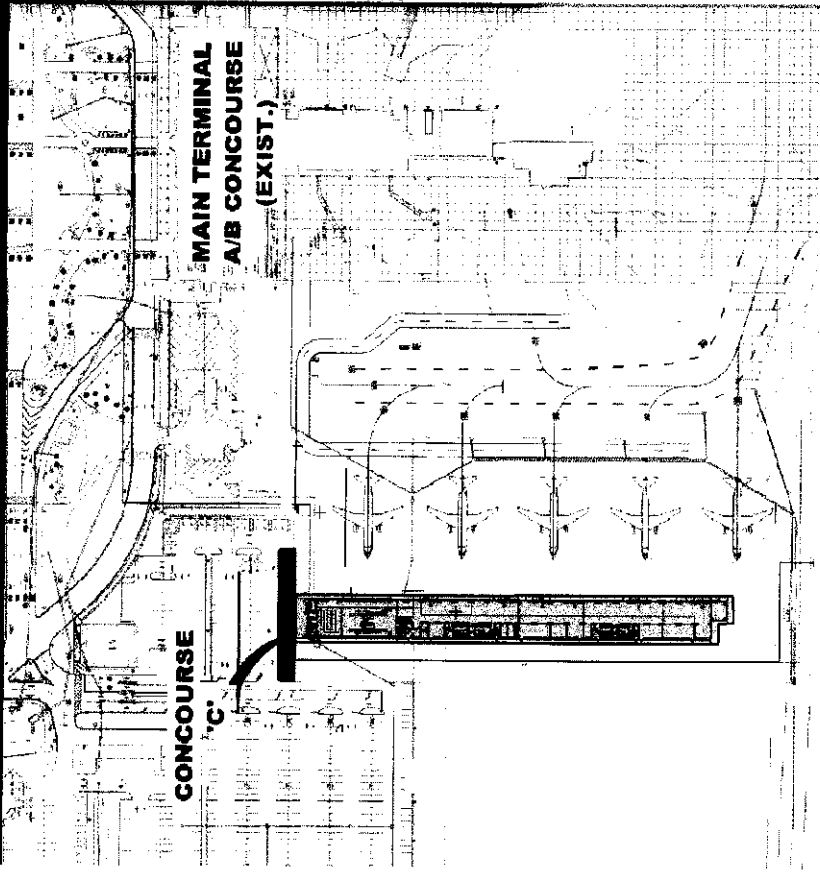 MAIN TERMINAL
A/B CONCOURSE
(EXIST.)
CONCOURSE
"C"